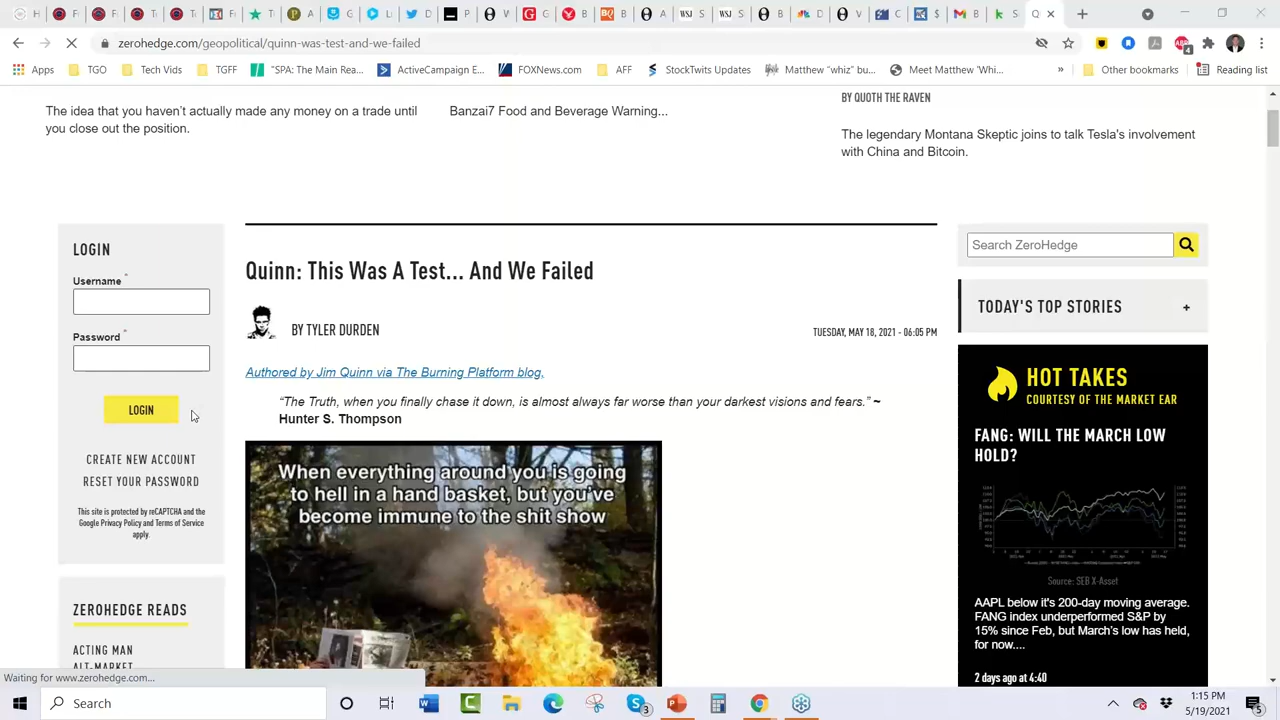 zerohedge.com/geopolitical/quinn-was-test-and-we-failed
4
Apps
TGO
Tech Vids
TGFF
"SPA: The Main Rea...
ActiveCampaign E...
FOXNews.com
AFF
StockTwits Updates
Matthew "whiz" bu...
Meet Matthew 'Whi...
»
Other bookmarks
Reading list
The idea that you haven't actually made any money on a trade until
you close out the position.
Banzai7 Food and Beverage Warning...
BY QUOTH THE RAVEN
The legendary Montana Skeptic joins to talk Tesla's involvement
with China and Bitcoin.
LOGIN
Username *
Password *
LOGIN
CREATE NEW ACCOUNT
RESET YOUR PASSWORD
This site is protected by reCAPTCHA and the
Google Privacy Policy and Terms of Service
apply.
ZEROHEDGE READS
ACTING MAN
ALT-MARKET
Quinn: This Was A Test... And We Failed
BY TYLER DURDEN
TUESDAY, MAY 18, 2021 - 06:05 PM
Authored by Jim Quinn via The Burning Platform blog,
“The Truth, when you finally chase it down, is almost always far worse than your darkest visions and fears.” ~
Hunter S. Thompson
When everything around you is going
to hell in a hand basket, but you've
become immune to the shit show
Search ZeroHedge
TODAY'S TOP STORIES +
HOT TAKES
COURTESY OF THE MARKET EAR
FANG: WILL THE MARCH LOW
HOLD?
Source: SEB X-Asset
AAPL below it's 200-day moving average.
FANG index underperformed S&P by
15% since Feb, but March's low has held,
for now....
2 days ago at 4:40
Waiting for www.zerohedge.com...
Search
3
1:15 PM
5/19/2021
5